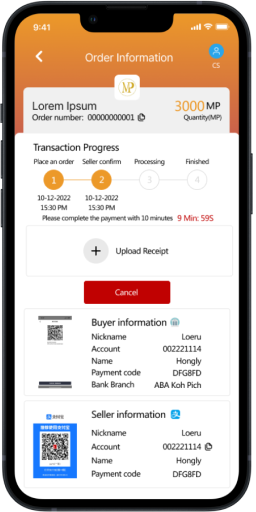 9:41
Order Information
CS
MP
Lorem Ipsum
3000 MP
Order number: 00000000001
Quantity(MP)
Transaction Progress
Place an order Seller confirm Processing Finished
1 2 3 4
10-12-2022 10-12-2022
15:30 PM 15:30 PM
Please complete the payment with 10 minutes 9 Min: 59S
+ Upload Receipt
Cancel
Buyer information
Nickname Loeru
Account 002221114
Name Hongly
Payment code DFG8FD
Bank Branch ABA Koh Pich
Seller information
Nickname Loeru
Account 002221114
Name Hongly
Payment code DFG8FD